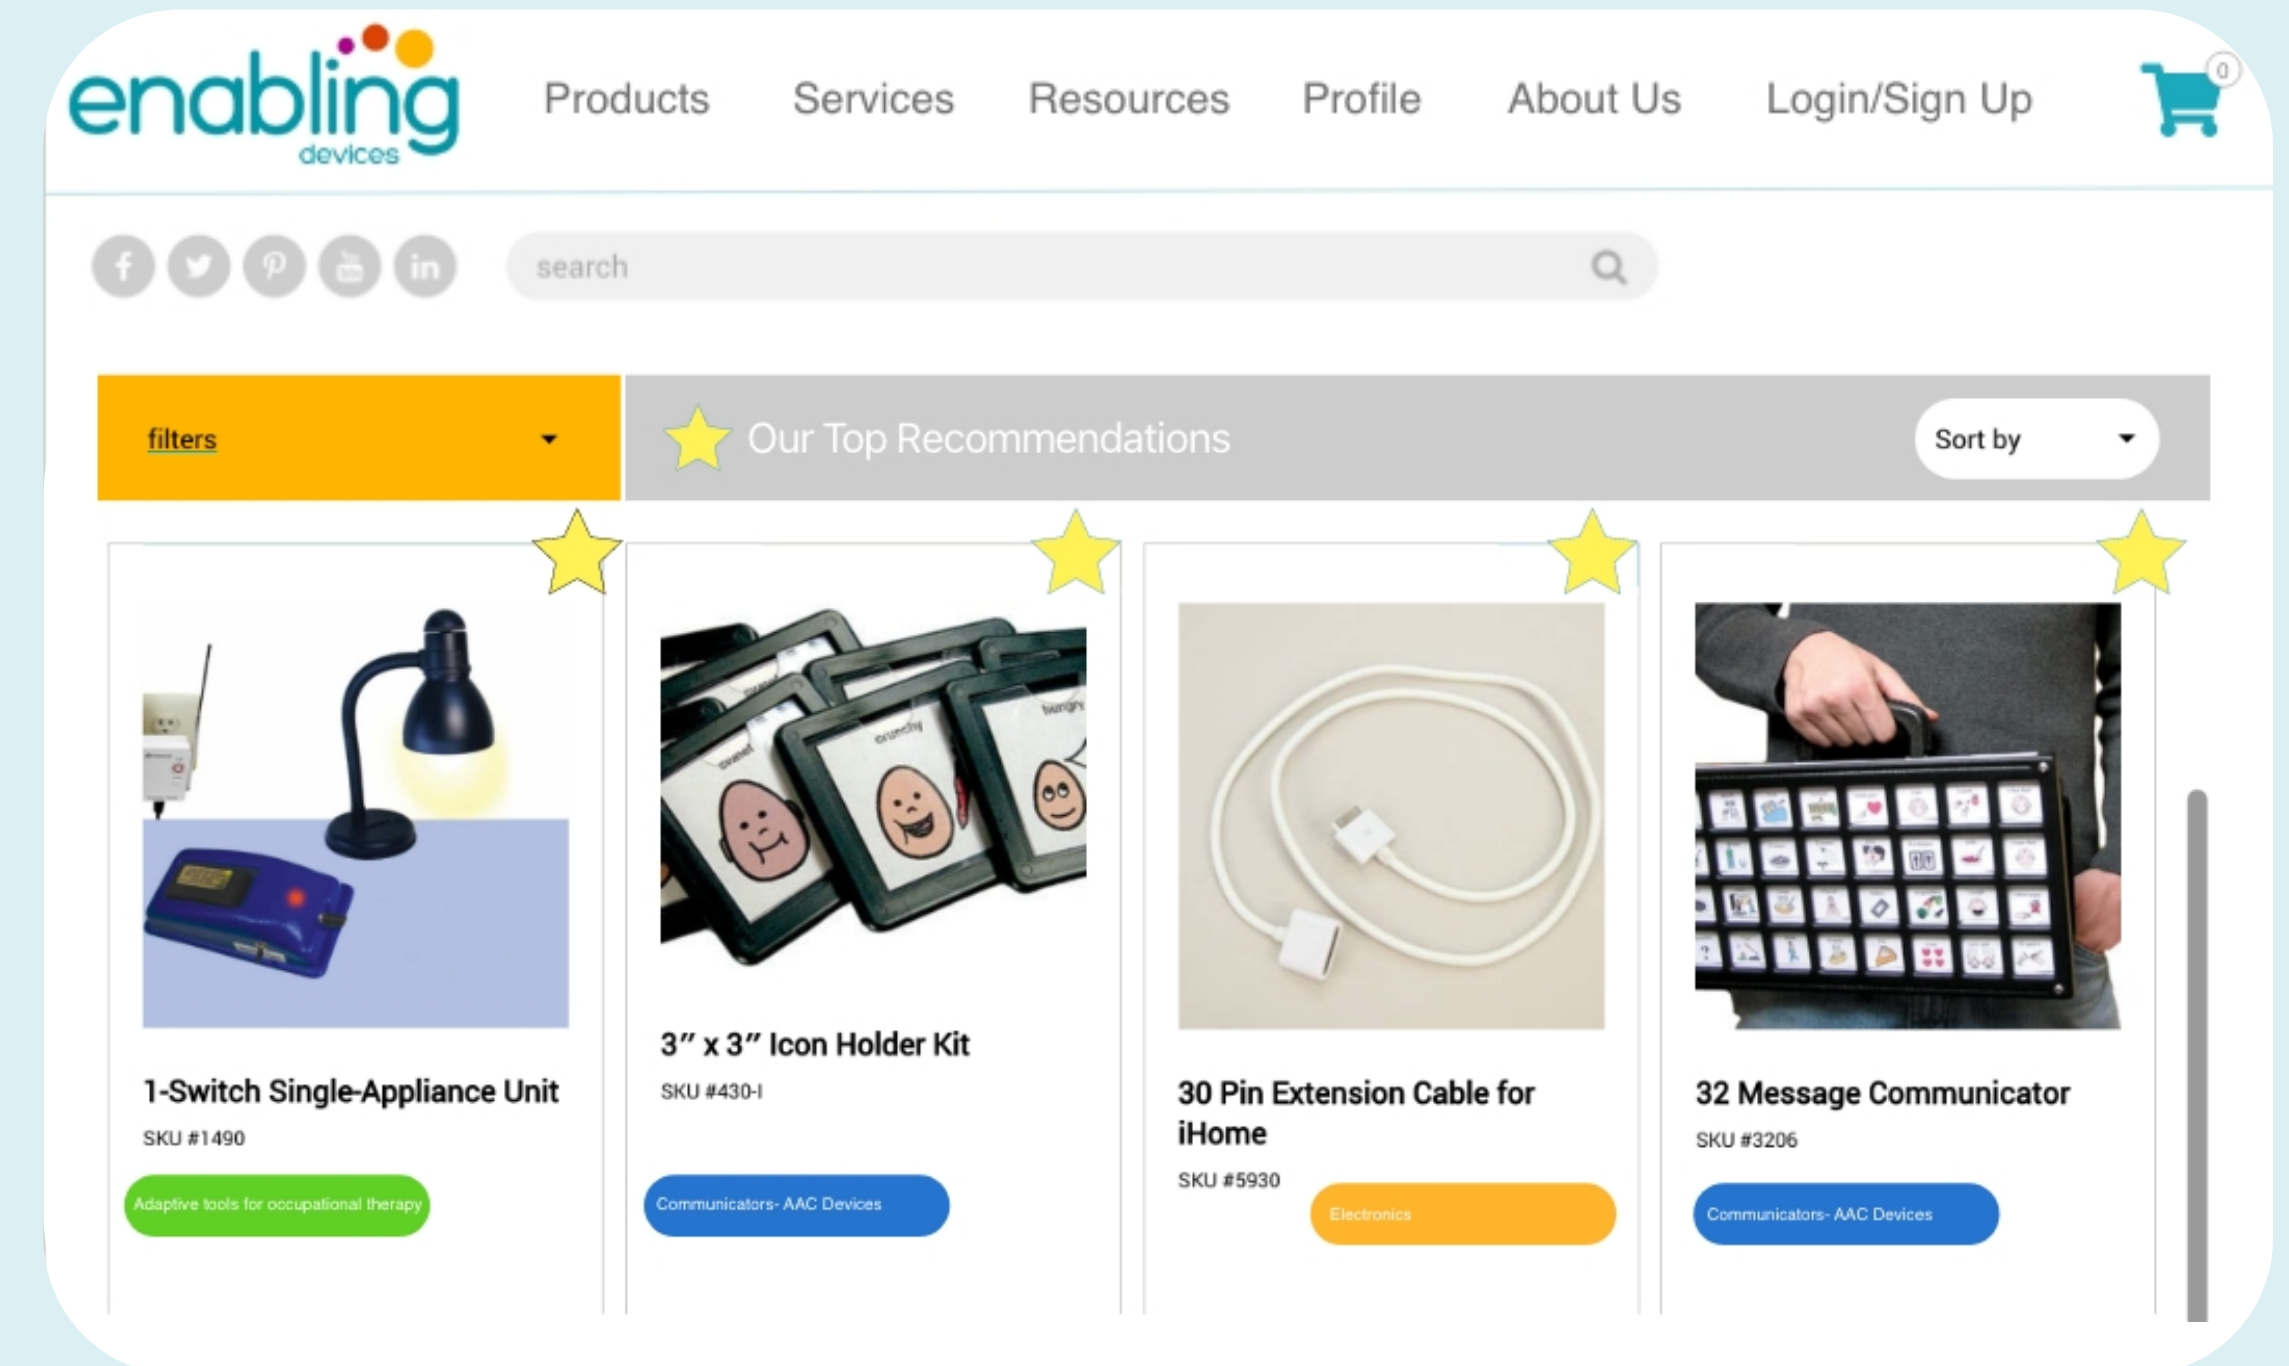 enabling
devices
Products Services Resources Profile About Us Login/Sign Up
0
search
filters
Our Top Recommendations
Sort by
crunchy
hungry
1-Switch Single-Appliance Unit
SKU #1490
Adaptive tools for occupational therapy
3” x 3” Icon Holder Kit
SKU #430-I
Communicators- AAC Devices
30 Pin Extension Cable for
iHome
SKU #5930
Electronics
32 Message Communicator
SKU #3206
Communicators- AAC Devices